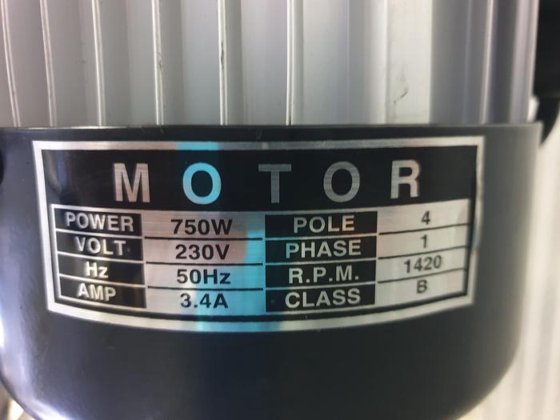 MOTOR
POWER 750W POLE 4
VOLT 230V PHASE 1
Hz 50Hz R.P.M. 1420
AMP 3.4A CLASS B